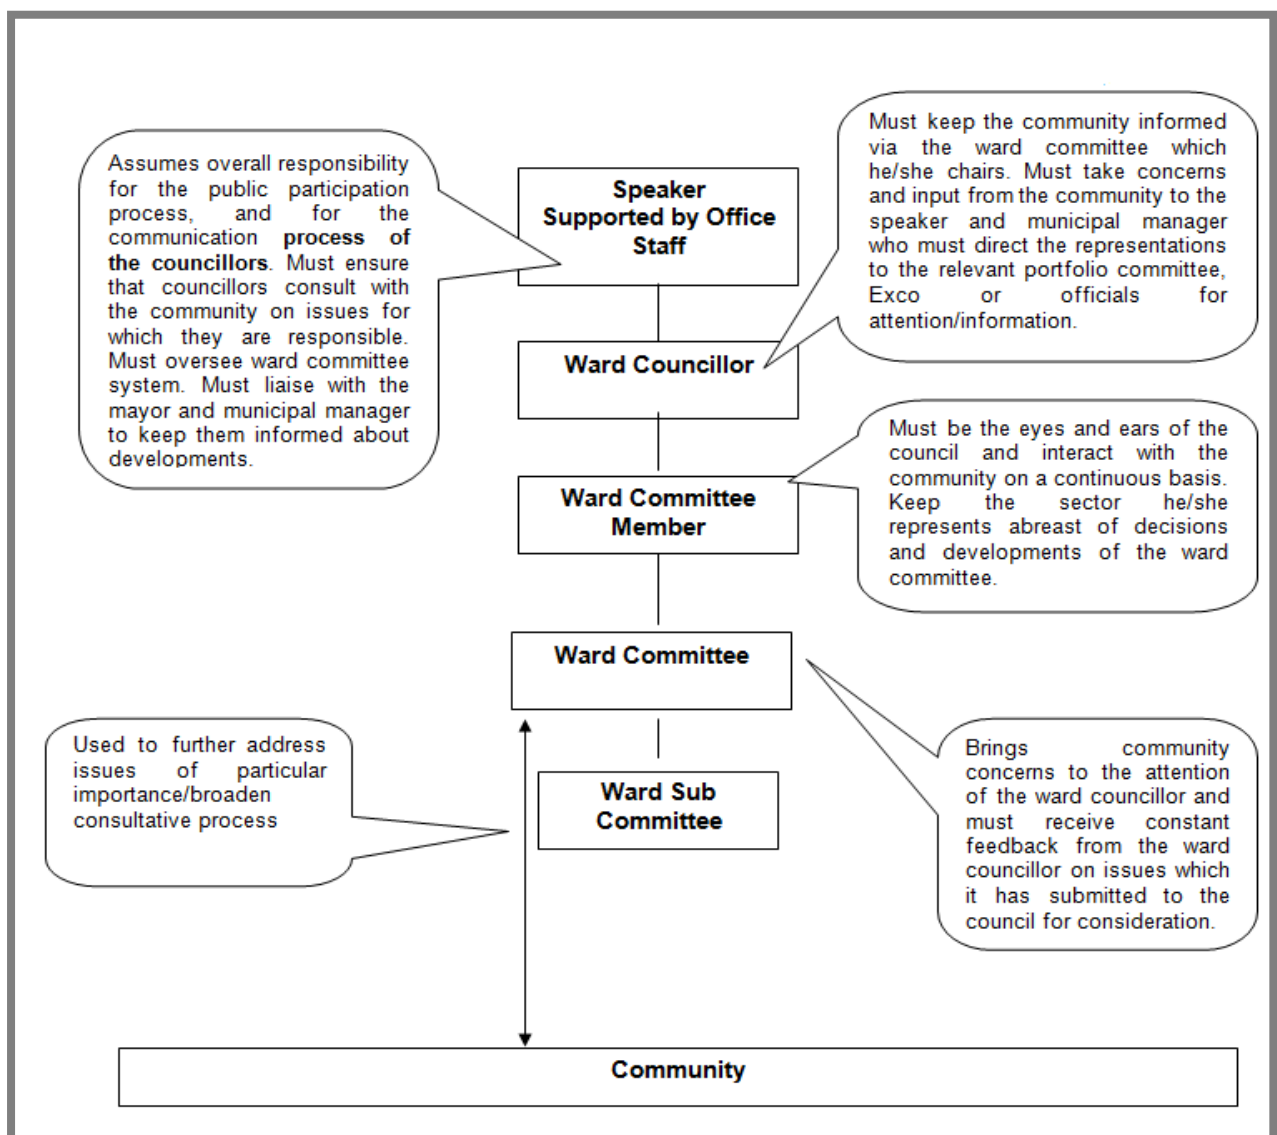 Assumes overall responsibility
for the public participation
process, and for the
communication process of
the councillors. Must ensure
that councillors consult with
the community on issues for
which they are responsible.
Must oversee ward committee
system. Must liaise with the
mayor and municipal manager
to keep them informed about
developments.
Speaker
Supported by Office
Staff
Must keep the community informed
via the ward committee which
he/she chairs. Must take concerns
and input from the community to the
speaker and municipal manager
who must direct the representations
to the relevant portfolio committee,
Exco or officials for
attention/information.
Ward Councillor
Must be the eyes and ears of the
council and interact with the
community on a continuous basis.
Keep the sector he/she
represents abreast of decisions
and developments of the ward
committee.
Ward Committee
Member
Ward Committee
Used to further address
issues of particular
importance/broaden
consultative process
Ward Sub
Committee
Brings community
concerns to the attention
of the ward councillor and
must receive constant
feedback from the ward
councillor on issues which
it has submitted to the
council for consideration.
Community